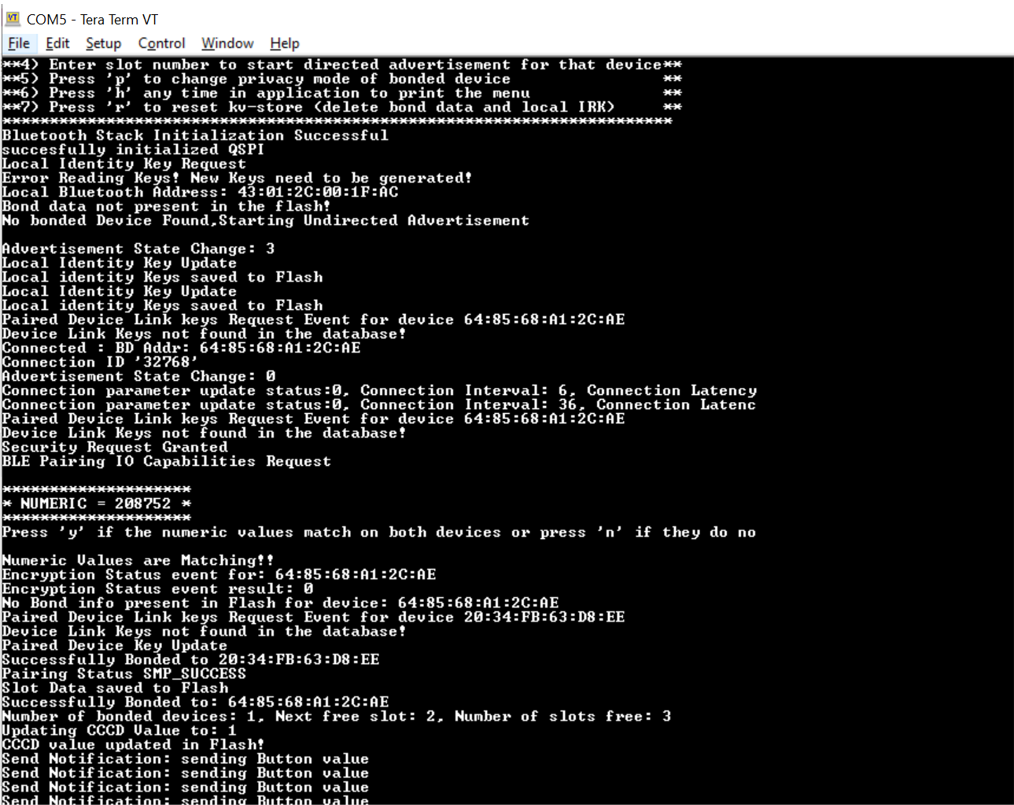 COM5 - Tera Term VT
File Edit Setup Control Window Help
**4) Enter slot number to start directed advertisement for that device**
**5) Press 'p' to change privacy mode of bonded device **
**6) Press 'h' any time in application to print the menu **
**7) Press 'r' to reset kv-store (delete bond data and local IRK) **
***********************************************************************
Bluetooth Stack Initialization Successful
succesfully initialized QSPI
Local Identity Key Request
Error Reading Keys! New Keys need to be generated!
Local Bluetooth Address: 43:01:2C:00:1F:AC
Bond data not present in the flash!
No bonded Device Found,Starting Undirected Advertisement
Advertisement State Change: 3
Local Identity Key Update
Local identity Keys saved to Flash
Local Identity Key Update
Local identity Keys saved to Flash
Paired Device Link keys Request Event for device 64:85:68:A1:2C:AE
Device Link Keys not found in the database!
Connected : BD Addr: 64:85:68:A1:2C:AE
Connection ID '32768'
Advertisement State Change: 0
Connection parameter update status:0, Connection Interval: 6, Connection Latency
Connection parameter update status:0, Connection Interval: 36, Connection Latenc
Paired Device Link keys Request Event for device 64:85:68:A1:2C:AE
Device Link Keys not found in the database!
Security Request Granted
BLE Pairing IO Capabilities Request
*********************
* NUMERIC = 208752 *
*********************
Press 'y' if the numeric values match on both devices or press 'n' if they do no
Numeric Values are Matching!!
Encryption Status event for: 64:85:68:A1:2C:AE
Encryption Status event result: 0
No Bond info present in Flash for device: 64:85:68:A1:2C:AE
Paired Device Link keys Request Event for device 20:34:FB:63:D8:EE
Device Link Keys not found in the database!
Paired Device Key Update
Successfully Bonded to 20:34:FB:63:D8:EE
Pairing Status SMP_SUCCESS
Slot Data saved to Flash
Successfully Bonded to: 64:85:68:A1:2C:AE
Number of bonded devices: 1, Next free slot: 2, Number of slots free: 3
Updating CCCD Value to: 1
CCCD value updated in Flash!
Send Notification: sending Button value
Send Notification: sending Button value
Send Notification: sending Button value
Send Notification: sending Button value